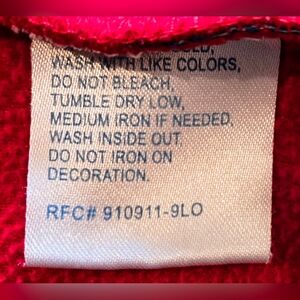 WASH WITH LIKE COLORS,
DO NOT BLEACH,
TUMBLE DRY LOW,
MEDIUM IRON IF NEEDED,
WASH INSIDE OUT.
DO NOT IRON ON
DECORATION.
RFC# 910911-9LO